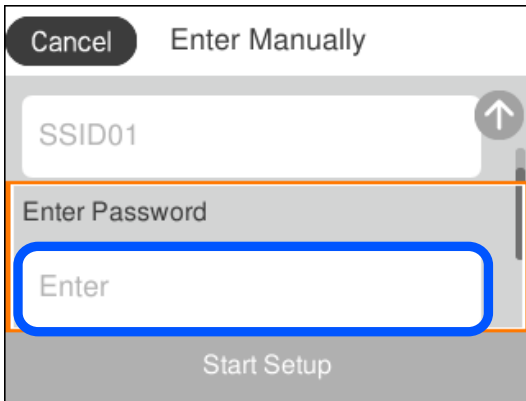 Cancel Enter Manually
SSID01
Enter Password
Enter
Start Setup